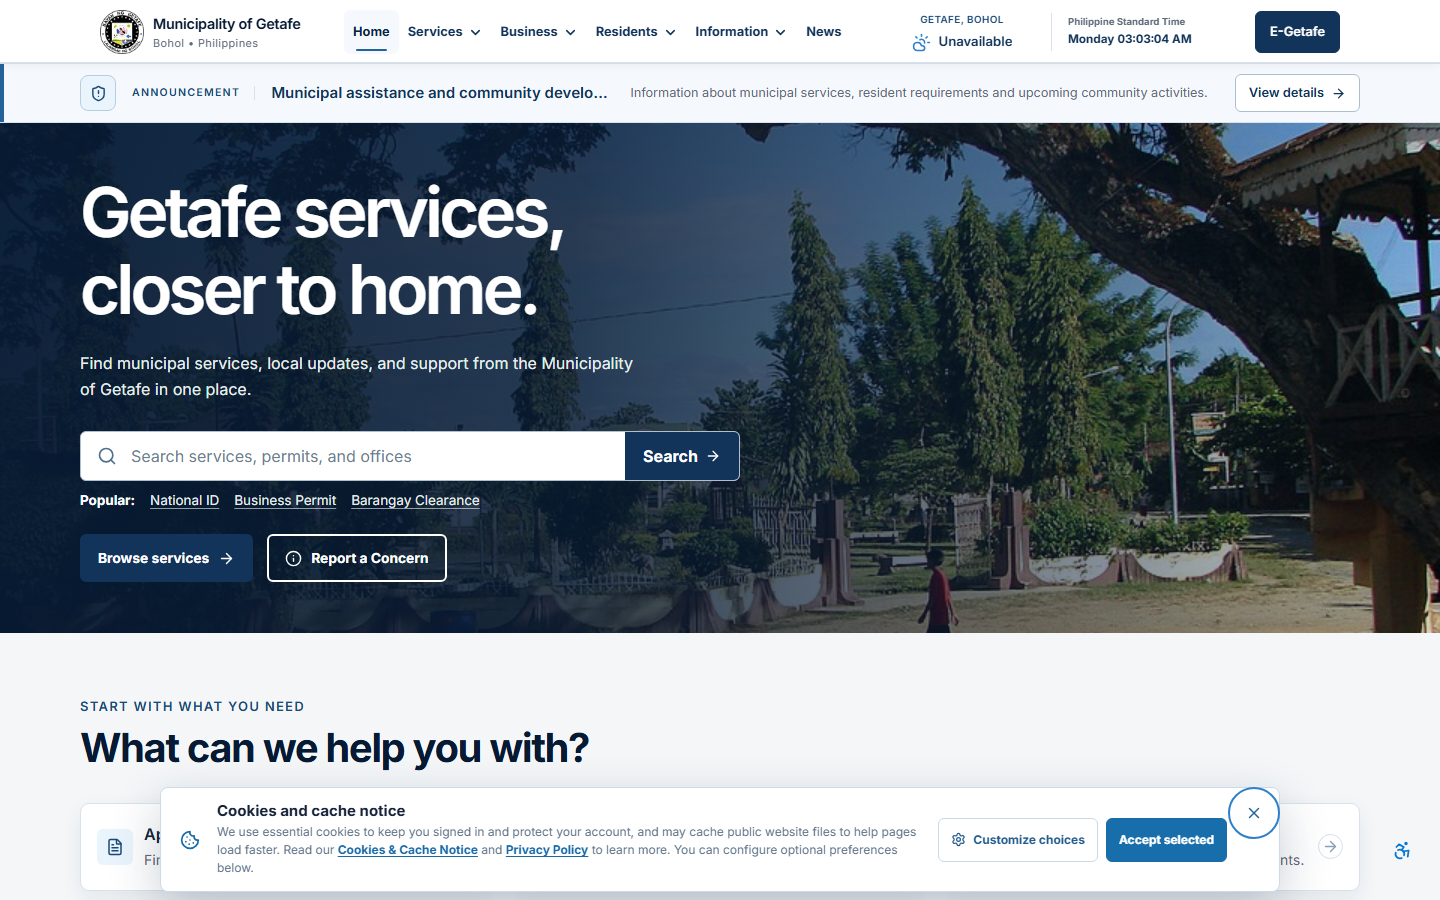 Municipality of Getafe
Bohol • Philippines
Home
Services
Business
Residents
Information
News
GETAFE, BOHOL
Unavailable
Philippine Standard Time
Monday 03:03:04 AM
E-Getafe
ANNOUNCEMENT
Municipal assistance and community develo...
Information about municipal services, resident requirements and upcoming community activities.
View details
Getafe services,
closer to home.
Find municipal services, local updates, and support from the Municipality
of Getafe in one place.
Search services, permits, and offices
Search
Popular: National ID Business Permit Barangay Clearance
Browse services
Report a Concern
START WITH WHAT YOU NEED
What can we help you with?
Cookies and cache notice
We use essential cookies to keep you signed in and protect your account, and may cache public website files to help pages
load faster. Read our Cookies & Cache Notice and Privacy Policy to learn more. You can configure optional preferences
below.
Customize choices
Accept selected
nts.